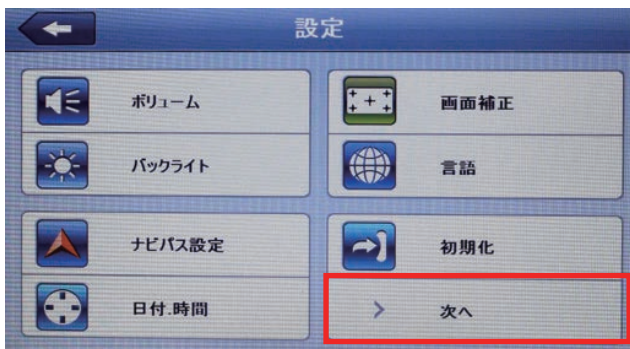 設定
ボリューム
画面補正
バックライト
言語
ナビパス設定
初期化
日付.時間
次へ